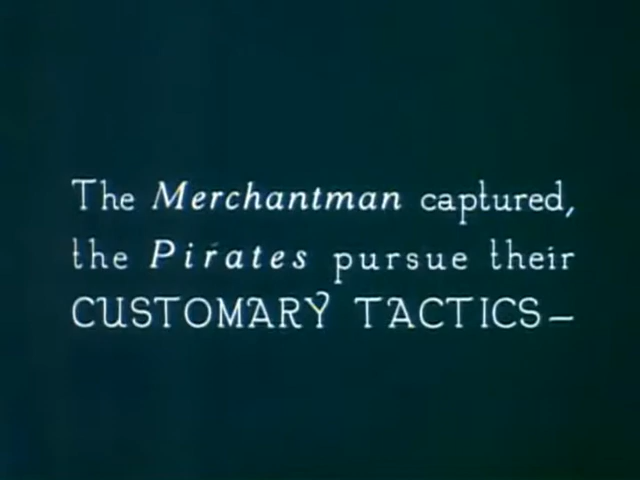 The Merchantman captured,
the Pirates pursue their
CUSTOMARY TACTICS—